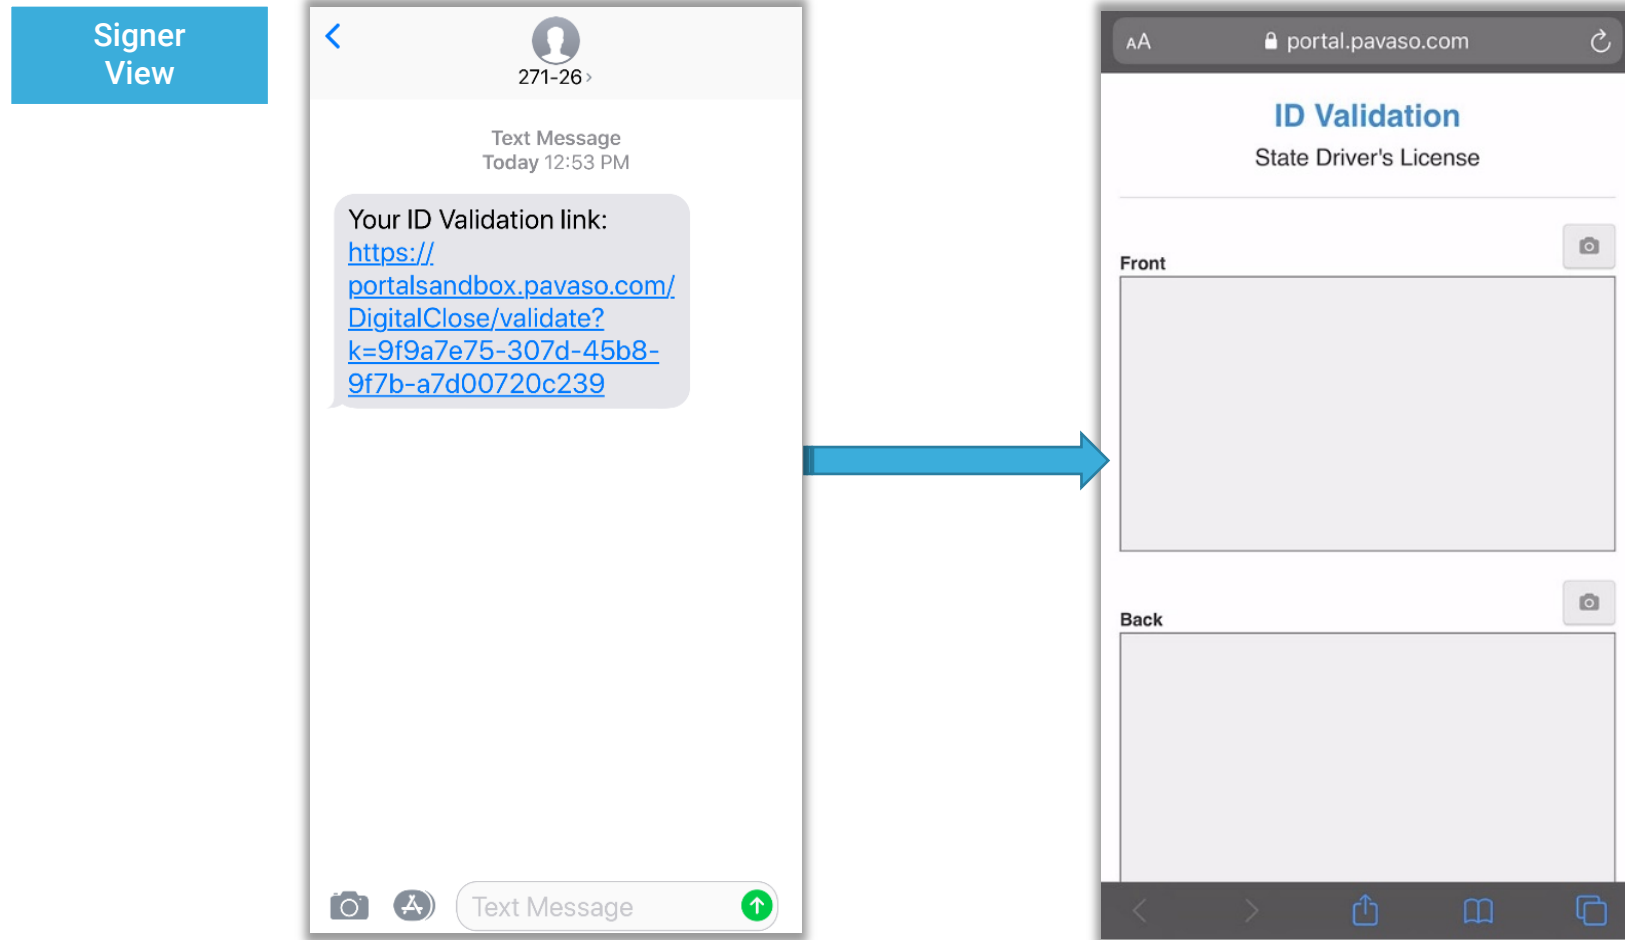 Signer
View
271-26
Text Message
Today 12:53 PM
Your ID Validation link:
https://
portalsandbox.pavaso.com/
DigitalClose/validate?
k=9f9a7e75-307d-45b8-
9f7b-a7d00720c239
Text Message
AA
portal.pavaso.com
ID Validation
State Driver's License
Front
Back